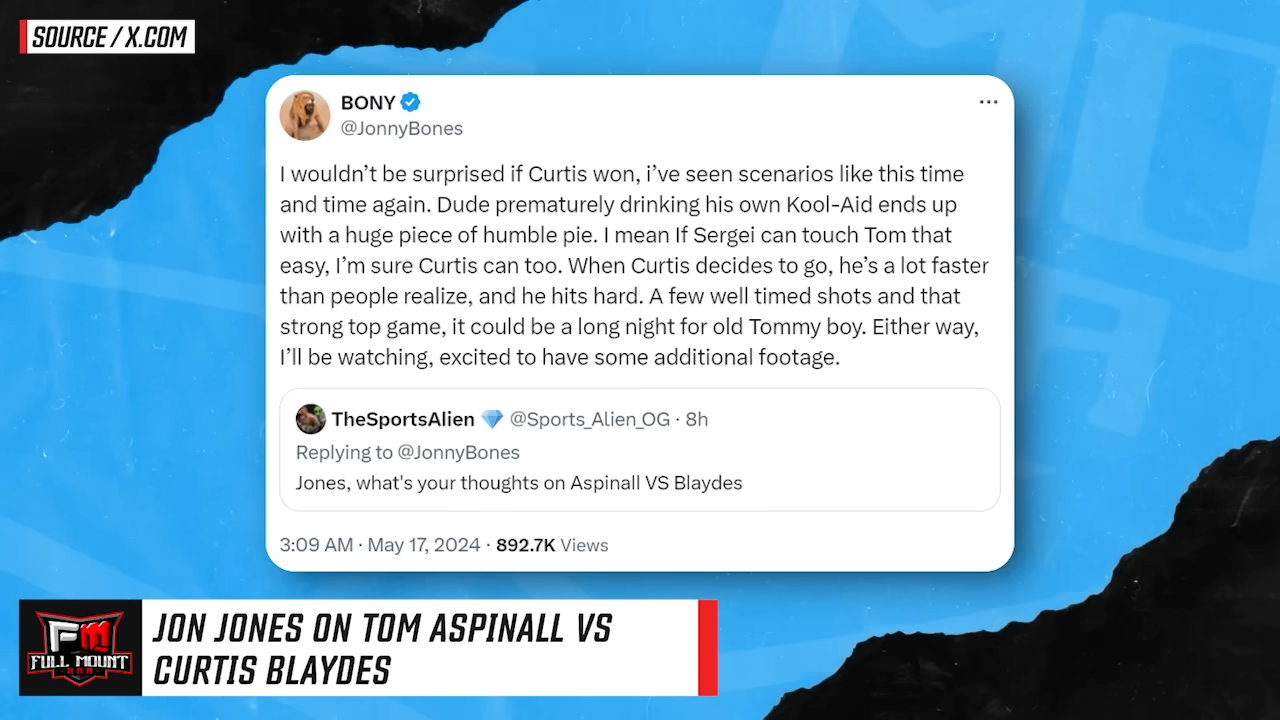 SOURCE / X.COM
BONY
@JonnyBones
I wouldn’t be surprised if Curtis won, i’ve seen scenarios like this time
and time again. Dude prematurely drinking his own Kool-Aid ends up
with a huge piece of humble pie. I mean If Sergei can touch Tom that
easy, I’m sure Curtis can too. When Curtis decides to go, he’s a lot faster
than people realize, and he hits hard. A few well timed shots and that
strong top game, it could be a long night for old Tommy boy. Either way,
I’ll be watching, excited to have some additional footage.
TheSportsAlien 💎 @Sports_Alien_OG · 8h
Replying to @JonnyBones
Jones, what's your thoughts on Aspinall VS Blaydes
3:09 AM · May 17, 2024 · 892.7K Views
FM
FULL MOUNT
MMA
JON JONES ON TOM ASPINALL VS
CURTIS BLAYDES